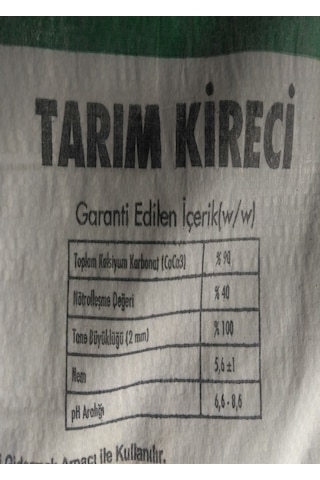 TARIM KİRECİ
Garanti Edilen İçerik(w/w)
Toplam Kalsiyum Karbonat (CaCo3) % 90
Nötrolleşme Değeri % 40
Tane Büyüklüğü (2 mm) % 100
Nem 5,6 ±1
pH Aralığı 6,6 - 8,6
Amaçı ile Kullanılır.